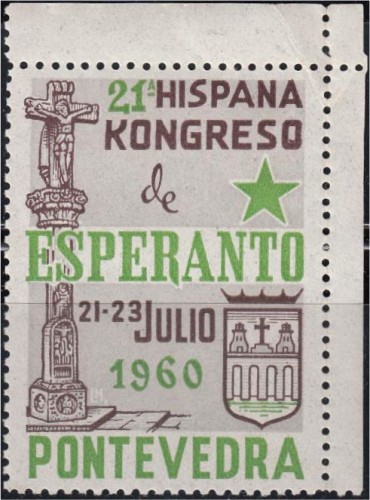 21ª HISPANA
KONGRESO
de
ESPERANTO
21-23 JULIO
1960
PONTEVEDRA